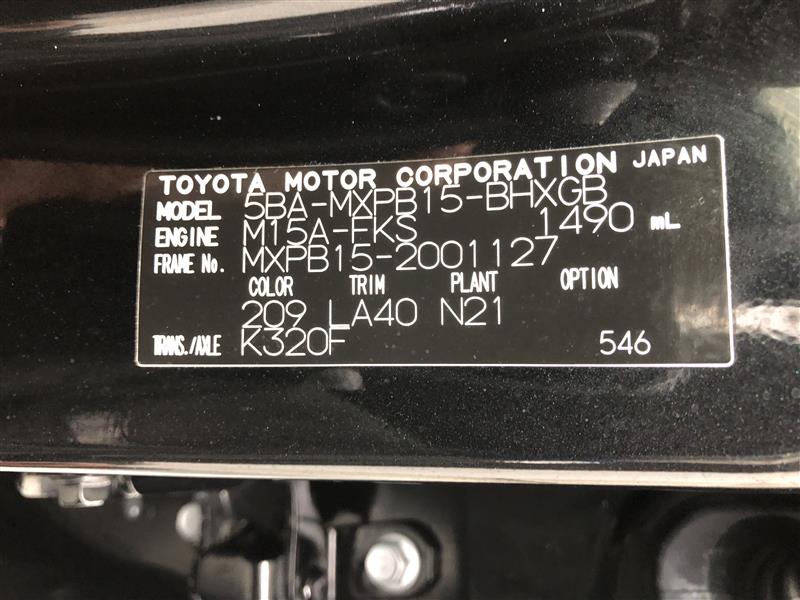 TOYOTA MOTOR CORPORATION JAPAN
MODEL 5BA-MXPB15-BHXGB
ENGINE M15A-FKS 1490 mL
FRAME No. MXPB15-2001127
COLOR TRIM PLANT OPTION
209 LA40 N21
TRANS./AXLE K320F 546